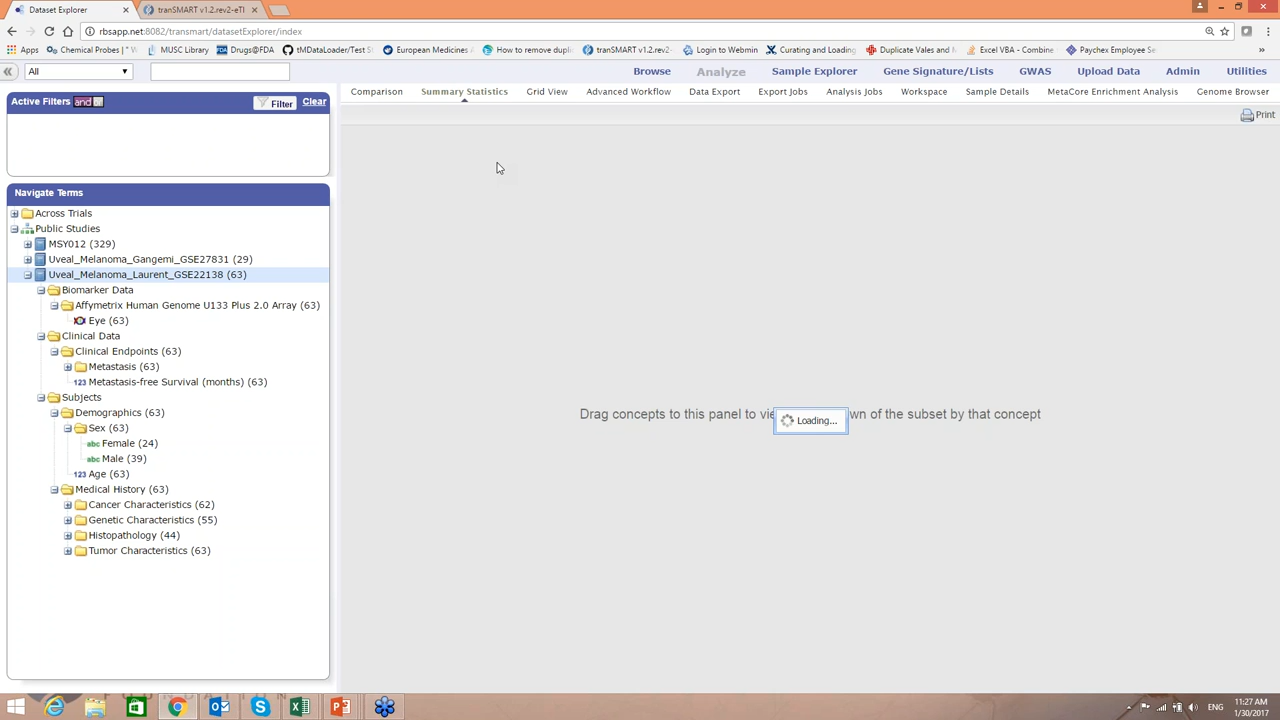 Dataset Explorer
tranSMART v1.2.rev2-eTI
rbsapp.net:8082/transmart/datasetExplorer/index
Apps
Chemical Probes | "
MUSC Library
Drugs@FDA
tMDataLoader/Test S
European Medicines
How to remove dupli
tranSMART v1.2.rev2-
Login to Webmin
Curating and Loading
Duplicate Vales and M
Excel VBA - Combine
Paychex Employee Se
»
All
Browse
Analyze
Sample Explorer
Gene Signature/Lists
GWAS
Upload Data
Admin
Utilities
Active Filters and or
Filter
Clear
Comparison
Summary Statistics
Grid View
Advanced Workflow
Data Export
Export Jobs
Analysis Jobs
Workspace
Sample Details
MetaCore Enrichment Analysis
Genome Browser
Print
Navigate Terms
Across Trials
Public Studies
MSY012 (329)
Uveal_Melanoma_Gangemi_GSE27831 (29)
Uveal_Melanoma_Laurent_GSE22138 (63)
Biomarker Data
Affymetrix Human Genome U133 Plus 2.0 Array (63)
Eye (63)
Clinical Data
Clinical Endpoints (63)
Metastasis (63)
123 Metastasis-free Survival (months) (63)
Subjects
Demographics (63)
Sex (63)
abc Female (24)
abc Male (39)
123 Age (63)
Medical History (63)
Cancer Characteristics (62)
Genetic Characteristics (55)
Histopathology (44)
Tumor Characteristics (63)
Drag concepts to this panel to vie
Loading...
wn of the subset by that concept
ENG
11:27 AM
1/30/2017